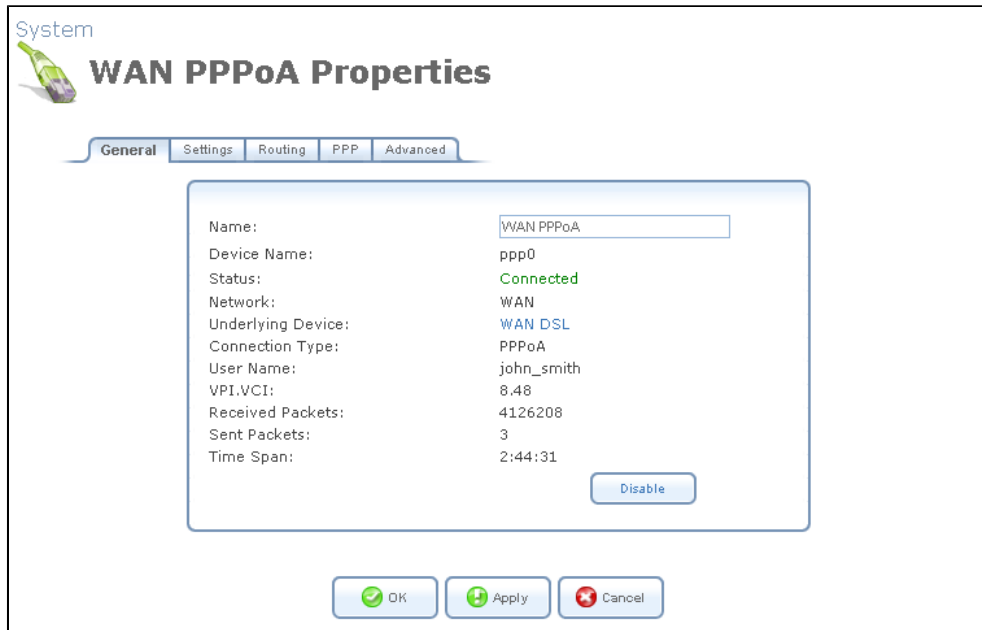 System
WAN PPPoA Properties
General Settings Routing PPP Advanced
Name: WAN PPPoA
Device Name: ppp0
Status: Connected
Network: WAN
Underlying Device: WAN DSL
Connection Type: PPPoA
User Name: john_smith
VPI.VCI: 8.48
Received Packets: 4126208
Sent Packets: 3
Time Span: 2:44:31
Disable
OK Apply Cancel